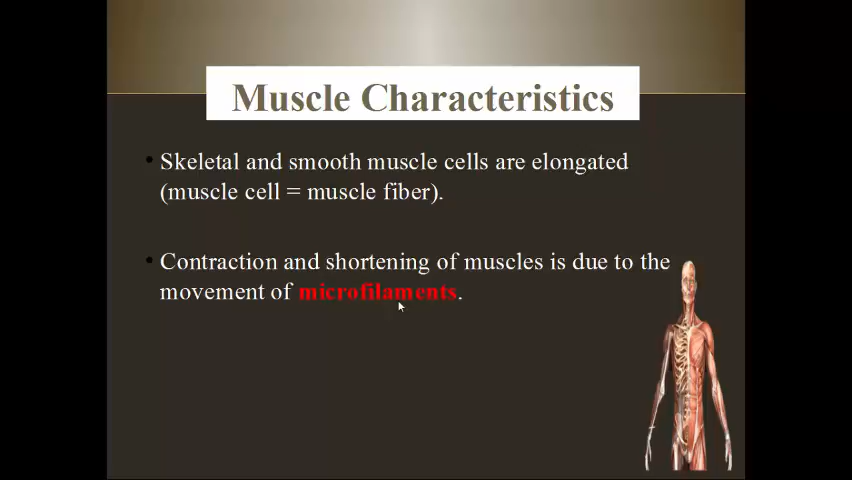 Muscle Characteristics
• Skeletal and smooth muscle cells are elongated
(muscle cell = muscle fiber).
• Contraction and shortening of muscles is due to the
movement of microfilaments.